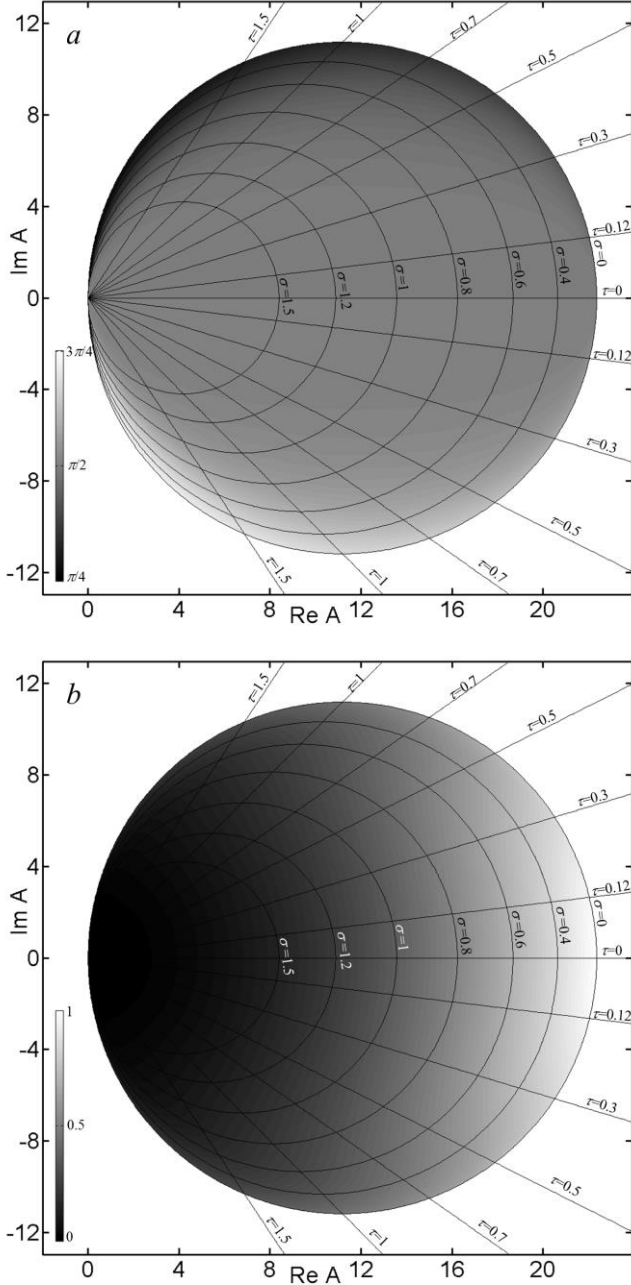 a
τ=1.5
τ=1
τ=0.7
τ=0.5
τ=0.3
τ=0.12
σ=0
τ=0
τ=0.12
τ=0.3
τ=0.5
τ=0.7
τ=1
τ=1.5
σ=1.5
σ=1.2
σ=1
σ=0.8
σ=0.6
σ=0.4
12
8
4
0
-4
-8
-12
Im A
3π/4
π/2
π/4
0 4 8 12 16 20
Re A
b
τ=1.5
τ=1
τ=0.7
τ=0.5
τ=0.3
τ=0.12
σ=0
τ=0
τ=0.12
τ=0.3
τ=0.5
τ=0.7
τ=1
τ=1.5
σ=1.5
σ=1.2
σ=1
σ=0.8
σ=0.6
σ=0.4
12
8
4
0
-4
-8
-12
Im A
1
0.5
0
0 4 8 12 16 20
Re A